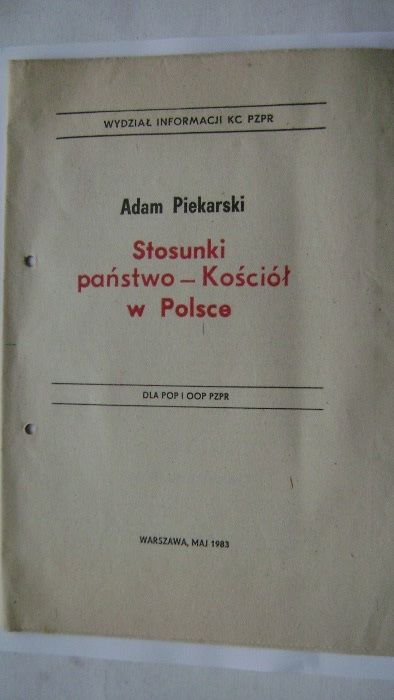 WYDZIAŁ INFORMACJI KC PZPR
Adam Piekarski
Stosunki
państwo – Kościół
w Polsce
DLA POP I OOP PZPR
WARSZAWA, MAJ 1983